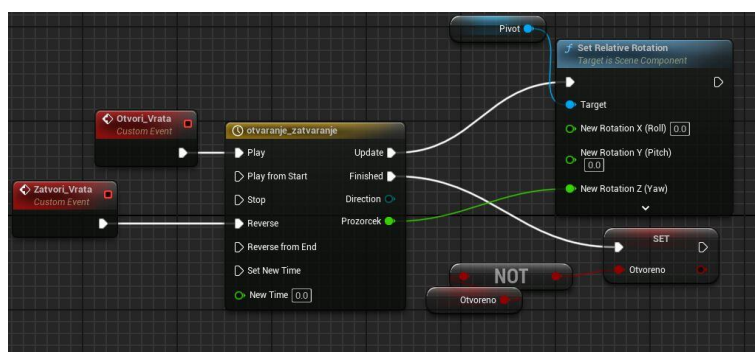 Pivot
Set Relative Rotation
Target is Scene Component
Target
New Rotation X (Roll) 0.0
New Rotation Y (Pitch)
0.0
New Rotation Z (Yaw)
Otvori_Vrata
Custom Event
Zatvori_Vrata
Custom Event
otvaranje_zatvaranje
Play Update
Play from Start Finished
Stop Direction
Reverse Prozorcek
Reverse from End
Set New Time
New Time 0.0
SET
Otvoreno
NOT
Otvoreno